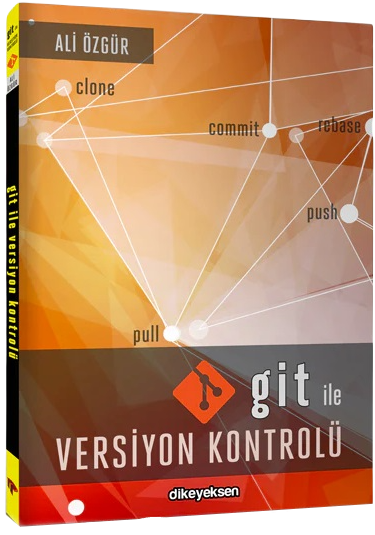 ALİ ÖZGÜR
clone
commit
rebase
push
pull
git ile
VERSİYON KONTROLÜ
dikeyeksen
git ile versiyon kontrolü